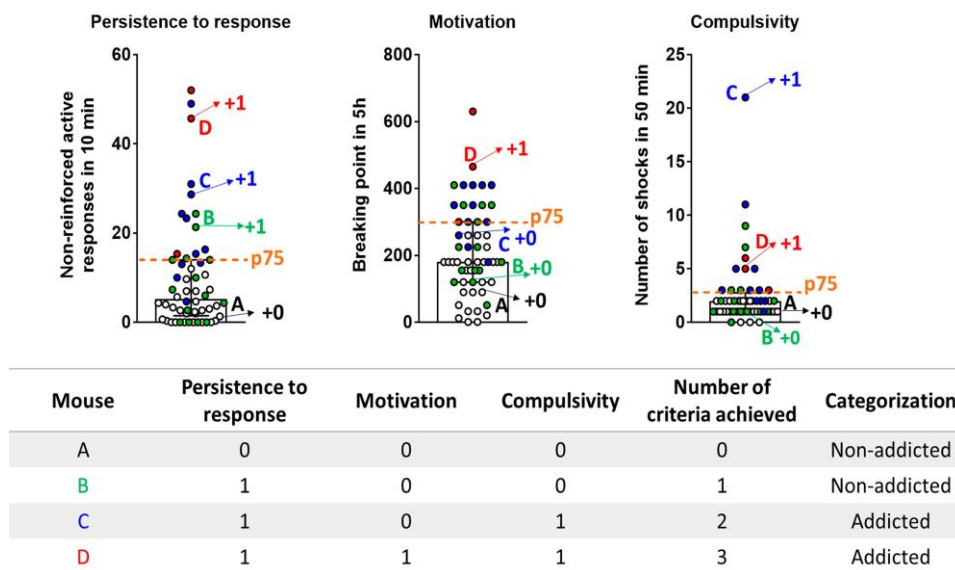 Persistence to response
Non-reinforced active
responses in 10 min
60
40
20
0
+1
D
C
+1
B
+1
p75
A
+0
Motivation
Breaking point in 5h
800
600
400
200
0
D
+1
p75
C
+0
B
+0
A
+0
Compulsivity
Number of shocks in 50 min
25
20
15
10
5
0
C
+1
D
+1
p75
A
+0
B
+0
Mouse Persistence to response Motivation Compulsivity Number of criteria achieved Categorization
A 0 0 0 0 Non-addicted
B 1 0 0 1 Non-addicted
C 1 0 1 2 Addicted
D 1 1 1 3 Addicted